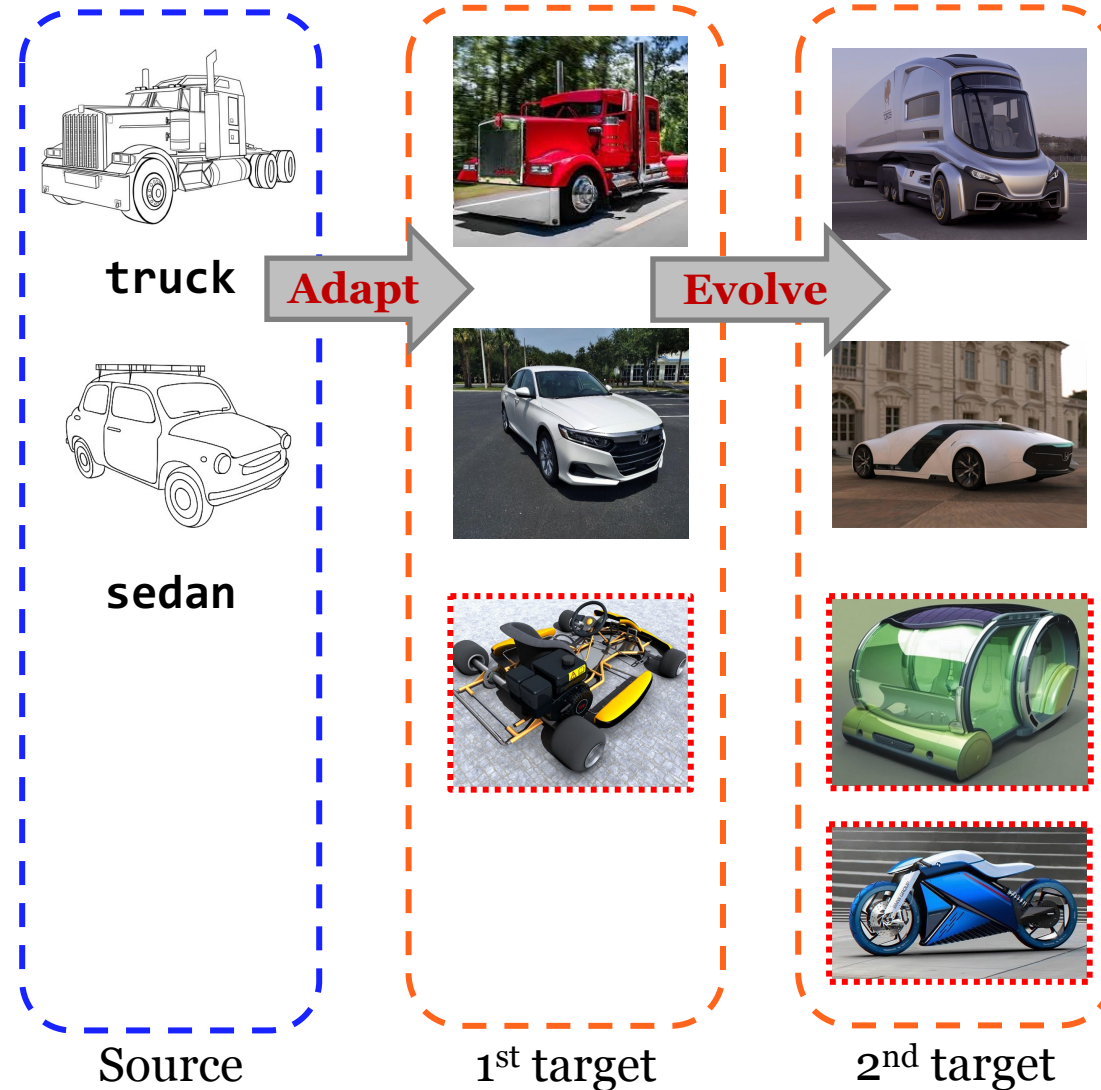 truck
Adapt
Evolve
sedan
Source
1st target
2nd target